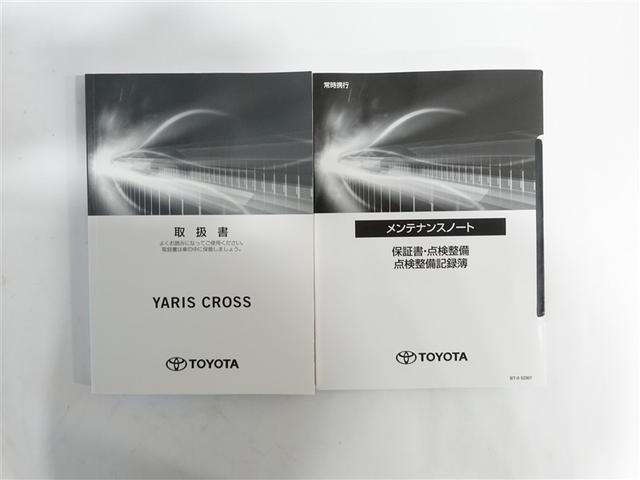 取扱書
よくお読みになってご使用ください。
取扱書は車の中に保管しましょう。
YARIS CROSS
TOYOTA
常時携行
メンテナンスノート
保証書・点検整備
点検整備記録簿
TOYOTA